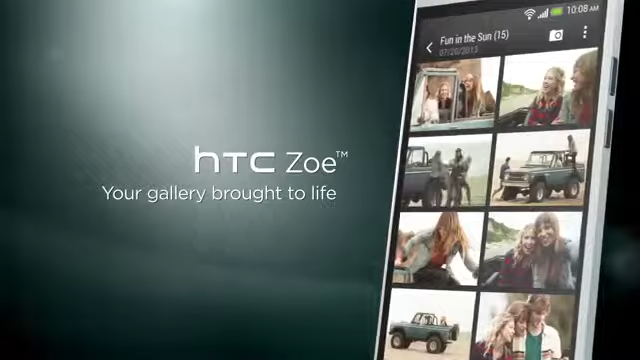 10:08 AM
Fun in the Sun (15)
07/20/2013
hTC Zoe™
Your gallery brought to life